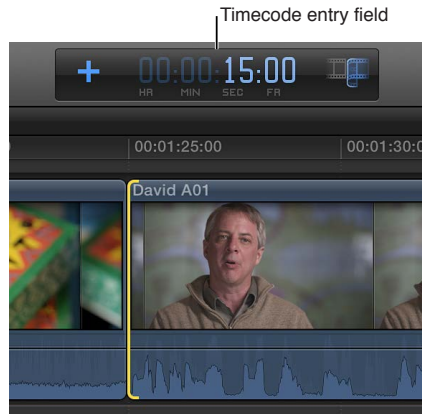 Timecode entry field
+ 00:00:15:00
HR MIN SEC FR
00:01:25:00 00:01:30:0
David A01